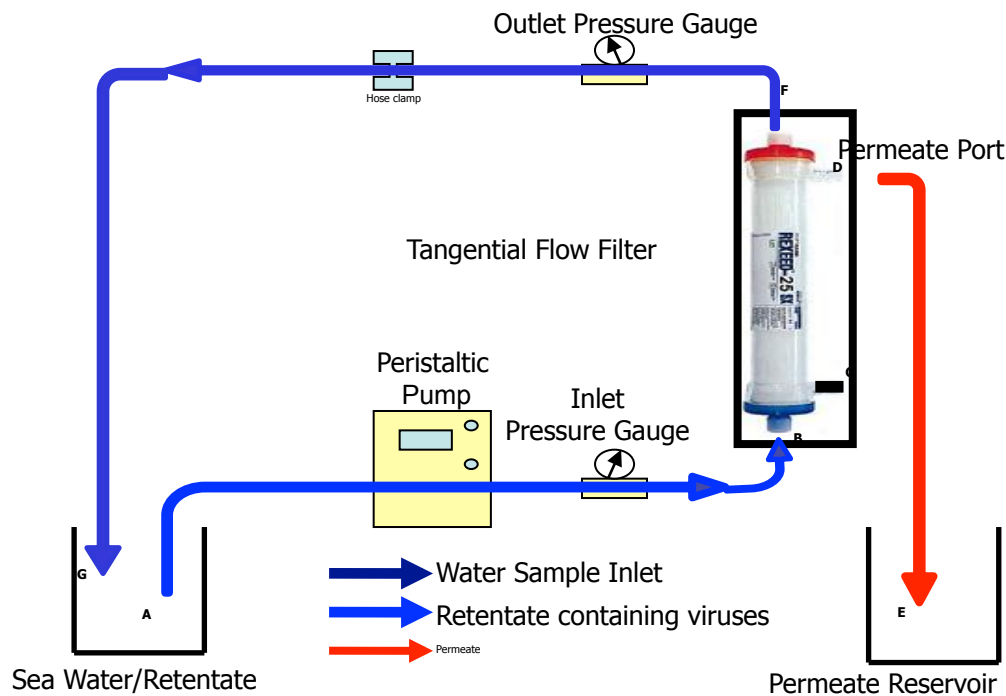 Outlet Pressure Gauge
Hose clamp
F
Permeate Port
D
Tangential Flow Filter
REXEED-25 SX
Peristaltic
Pump
Inlet
Pressure Gauge
B
G
A
E
Water Sample Inlet
Retentate containing viruses
Permeate
Sea Water/Retentate
Permeate Reservoir